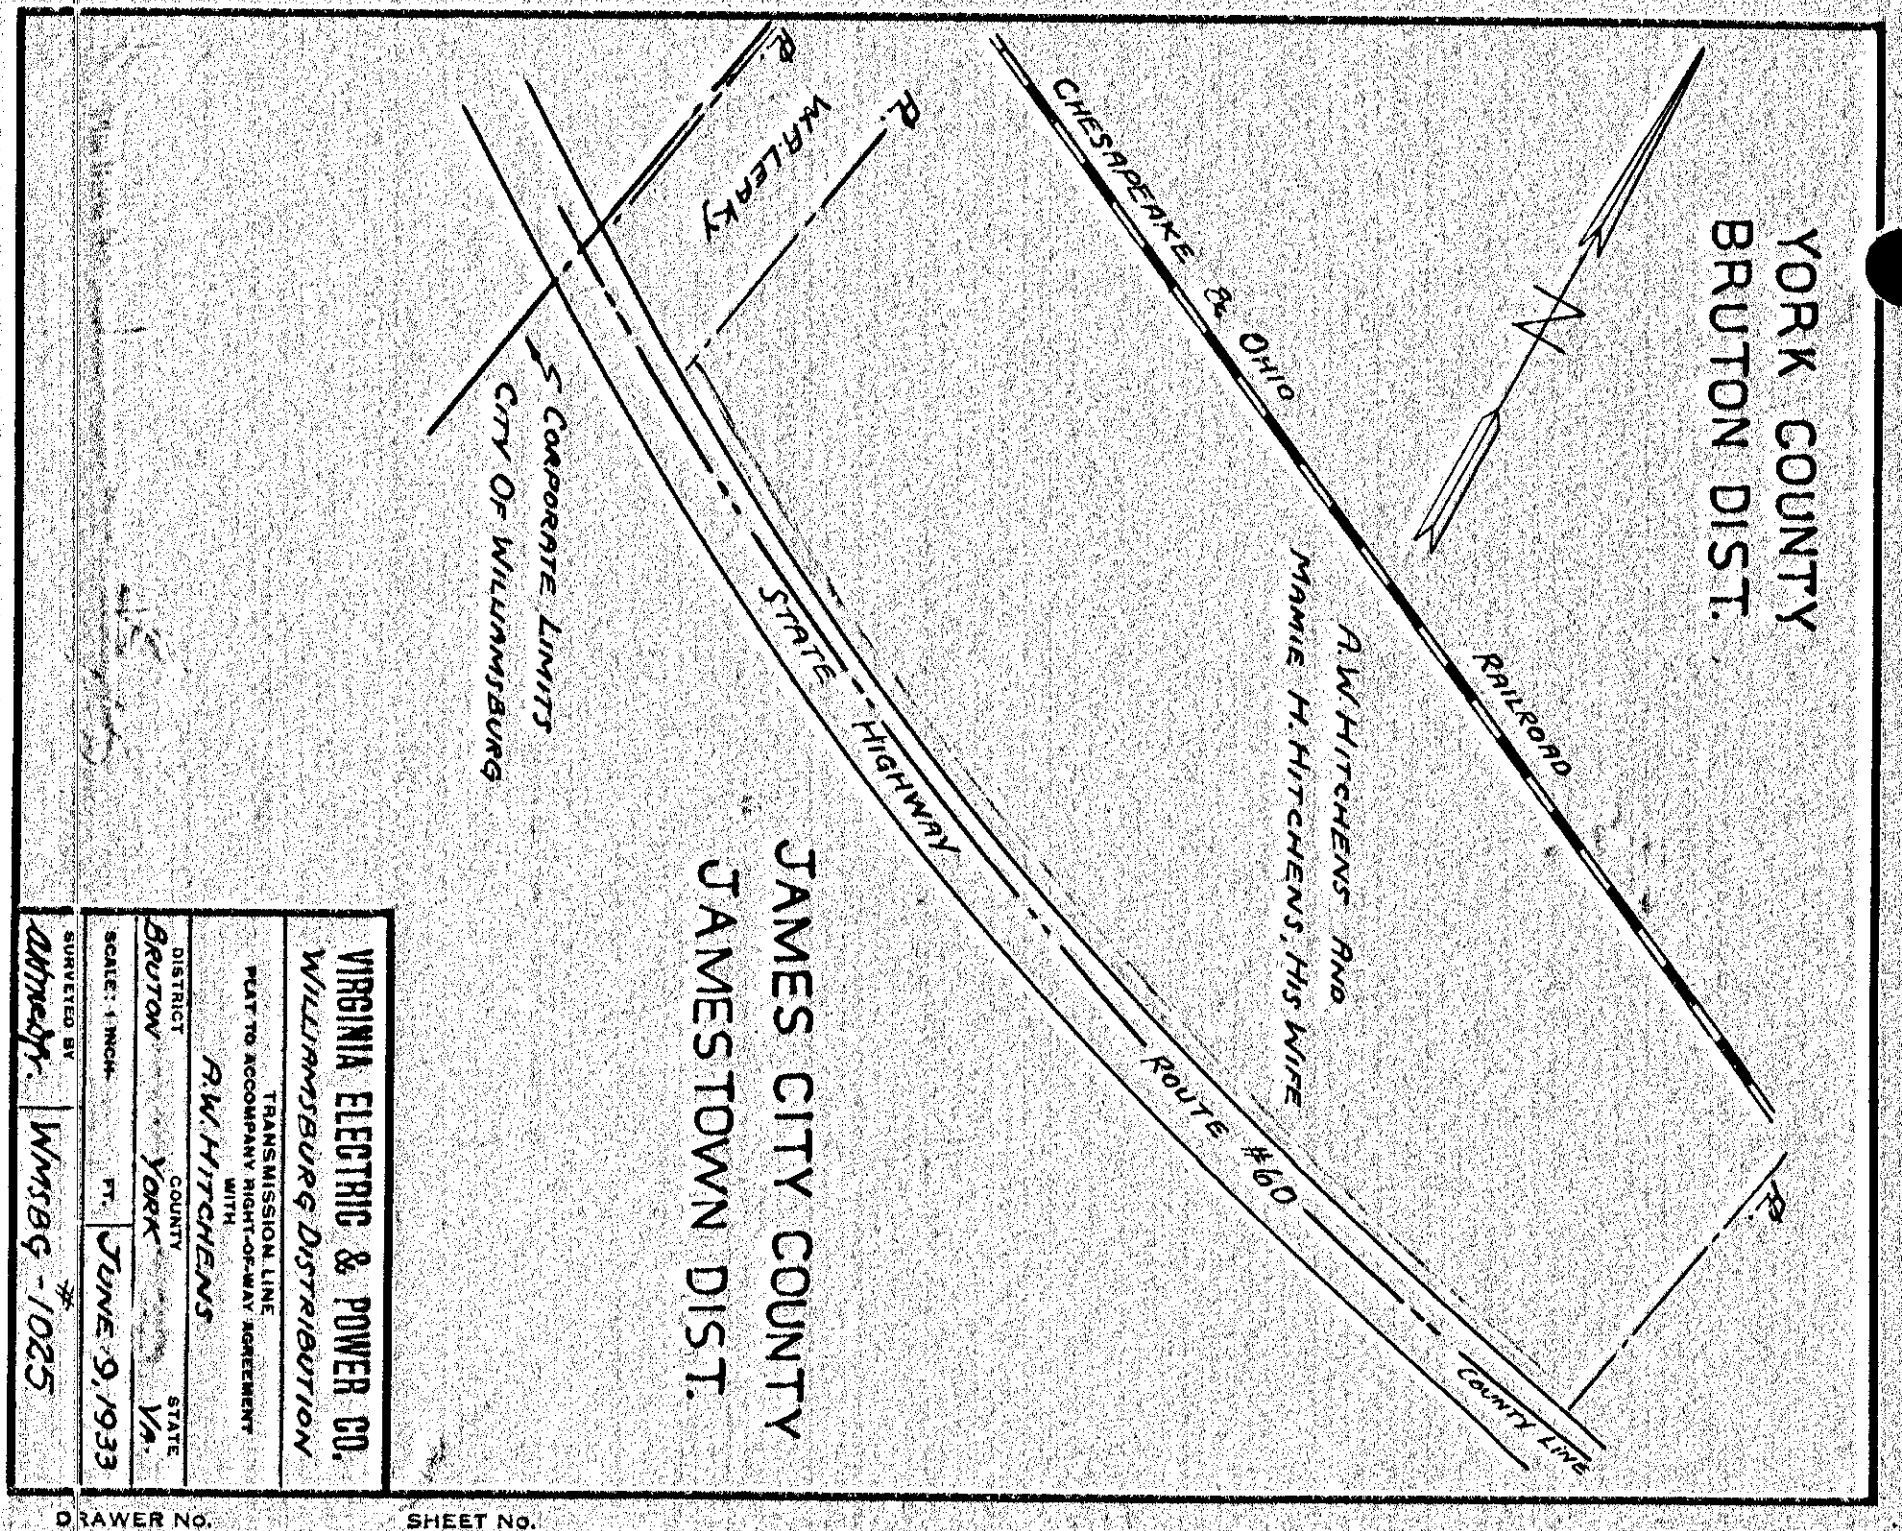 YORK COUNTY
BRUTON DIST.
CHESAPEAKE & OHIO RAILROAD
A.W. HITCHENS AND
MAMIE H. HITCHENS, HIS WIFE
STATE HIGHWAY ROUTE #60
COUNTY LINE
CORPORATE LIMITS
CITY OF WILLIAMSBURG
JAMES CITY COUNTY
JAMESTOWN DIST.
VIRGINIA ELECTRIC & POWER CO.
WILLIAMSBURG DISTRIBUTION
TRANSMISSION LINE
PLAT TO ACCOMPANY RIGHT-OF-WAY AGREEMENT
WITH
A.W. HITCHENS
DISTRICT COUNTY STATE
BRUTON YORK VA.
SCALE: 1 INCH FT. JUNE-9, 1933
SURVEYED BY
WMSBG-#1025
DRAWER NO. SHEET NO.